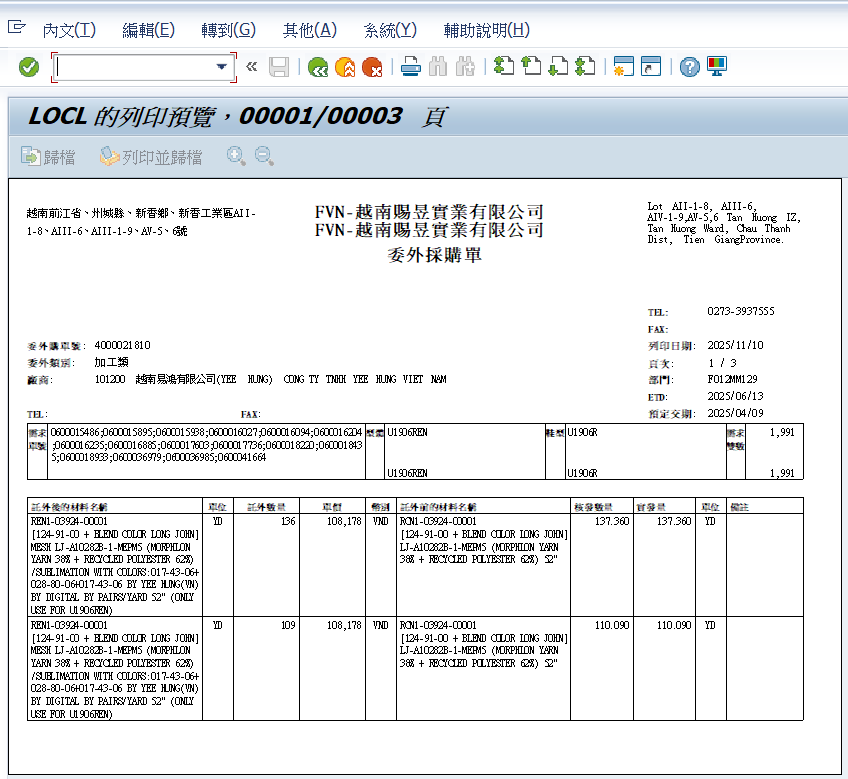 內文(T) 編輯(E) 轉到(G) 其他(A) 系統(Y) 輔助說明(H)
LOCL 的列印預覽，00001/00003 頁
歸檔 列印並歸檔
越南前江省、州城縣、新香鄉、新香工業區AII-
1-8、AIII-6、AIII-1-9、AV-5、6號
FVN-越南賜昱實業有限公司
FVN-越南賜昱實業有限公司
委外採購單
Lot AII-1-8, AIII-6,
AIV-1-9,AV-5,6 Tan Huong IZ,
Tan Huong Ward, Chau Thanh
Dist, Tien GiangProvince.
TEL: 0273-3937555
FAX:
委外購單號: 4000021810
列印日期: 2025/11/10
委外類別: 加工類
頁次: 1 / 3
廠商: 101200 越南易鴻有限公司(YEE HUNG) CONG TY TNHH YEE HUNG VIET NAM
部門: F012MM129
ETD: 2025/06/13
TEL: FAX:
預定交期: 2025/04/09
需求單號 0600015486;0600015895;0600015938;0600016027;0600016094;0600016204
;0600016235;0600016885;0600017603;0600017736;0600018220;060001843
5;0600018933;0600036979;0600036985;0600041664
型體 U1906REN
U1906REN
鞋型 U1906R
U1906R
需求雙數 1,991
1,991
託外後的材料名稱 單位 託外數量 單價 幣別 託外前的材料名稱 核發數量 實發量 單位 備註
REN1-03924-00001 YD 136 108,178 VND RCN1-03924-00001 137.360 137.360 YD
[124-91-00 + BLEND COLOR LONG JOHN] [124-91-00 + BLEND COLOR LONG JOHN]
MESH LJ-A10282B-1-MEPM5 (MORPHLON LJ-A10282B-1-MEPM5 (MORPHLON YARN
YARN 38% + RECYCLED POLYESTER 62%) 38% + RECYCLED POLYESTER 62%) 52"
/SUBLIMATION WITH COLORS:017-43-06+
028-80-06+017-43-06 BY YEE HUNG(VN)
BY DIGITAL BY PAIRS/YARD 52" (ONLY
USE FOR U1906REN)
REN1-03924-00001 YD 109 108,178 VND RCN1-03924-00001 110.090 110.090 YD
[124-91-00 + BLEND COLOR LONG JOHN] [124-91-00 + BLEND COLOR LONG JOHN]
MESH LJ-A10282B-1-MEPM5 (MORPHLON LJ-A10282B-1-MEPM5 (MORPHLON YARN
YARN 38% + RECYCLED POLYESTER 62%) 38% + RECYCLED POLYESTER 62%) 52"
/SUBLIMATION WITH COLORS:017-43-06+
028-80-06+017-43-06 BY YEE HUNG(VN)
BY DIGITAL BY PAIRS/YARD 52" (ONLY
USE FOR U1906REN)